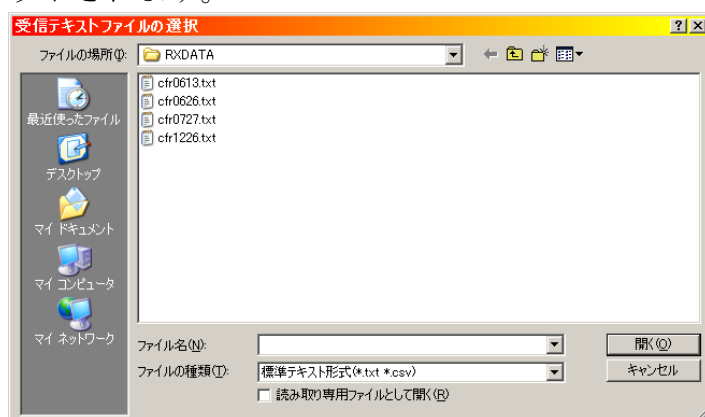 受信テキストファイルの選択
ファイルの場所(I):
RXDATA
最近使ったファイル
デスクトップ
マイ ドキュメント
マイ コンピュータ
マイ ネットワーク
cfr0613.txt
cfr0626.txt
cfr0727.txt
cfr1226.txt
ファイル名(N):
開く(O)
ファイルの種類(T):
標準テキスト形式(*.txt *.csv)
キャンセル
読み取り専用ファイルとして開く(R)